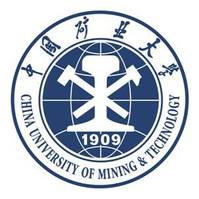 中国矿业大学
1909
CHINA UNIVERSITY OF MINING & TECHNOLOGY